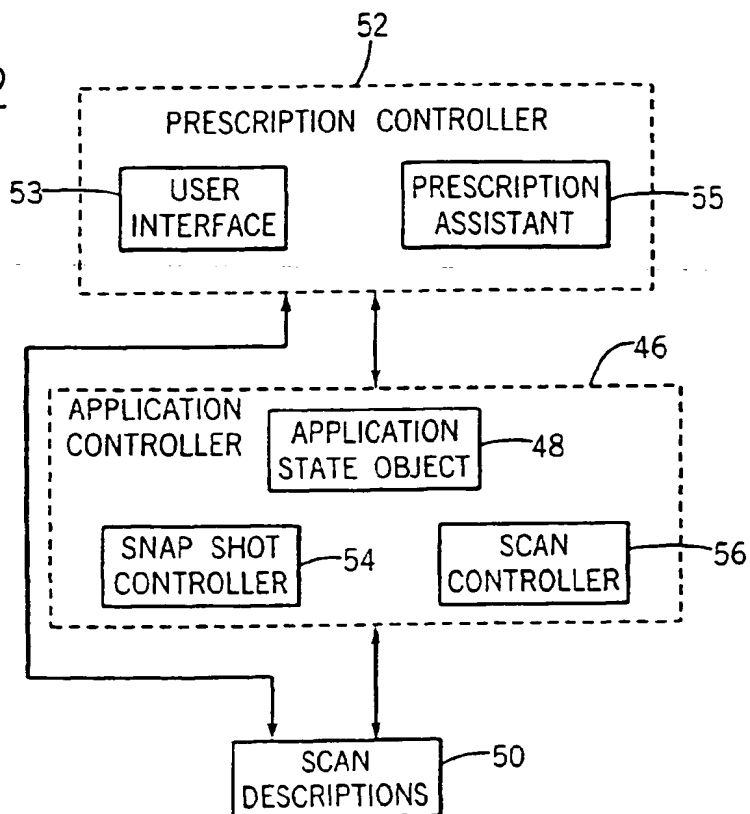 52
PRESCRIPTION CONTROLLER
53
USER
INTERFACE
PRESCRIPTION
ASSISTANT
55
46
APPLICATION
CONTROLLER
APPLICATION
STATE OBJECT
48
SNAP SHOT
CONTROLLER
54
SCAN
CONTROLLER
56
SCAN
DESCRIPTIONS
50